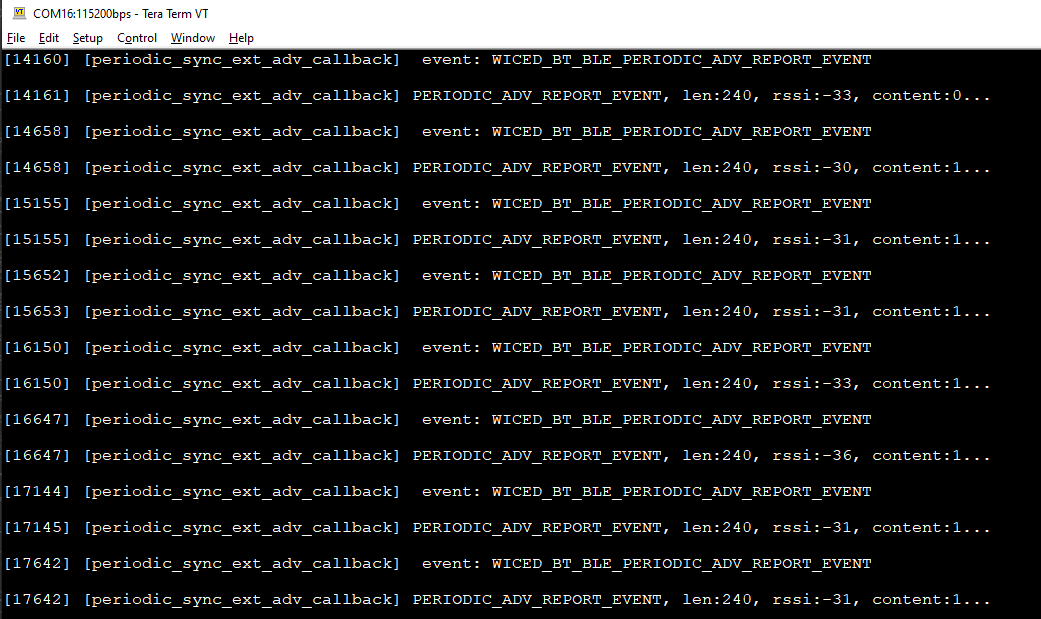 VT
COM16:115200bps - Tera Term VT
File Edit Setup Control Window Help
[14160] [periodic_sync_ext_adv_callback]  event: WICED_BT_BLE_PERIODIC_ADV_REPORT_EVENT
[14161] [periodic_sync_ext_adv_callback] PERIODIC_ADV_REPORT_EVENT, len:240, rssi:-33, content:0...
[14658] [periodic_sync_ext_adv_callback]  event: WICED_BT_BLE_PERIODIC_ADV_REPORT_EVENT
[14658] [periodic_sync_ext_adv_callback] PERIODIC_ADV_REPORT_EVENT, len:240, rssi:-30, content:1...
[15155] [periodic_sync_ext_adv_callback]  event: WICED_BT_BLE_PERIODIC_ADV_REPORT_EVENT
[15155] [periodic_sync_ext_adv_callback] PERIODIC_ADV_REPORT_EVENT, len:240, rssi:-31, content:1...
[15652] [periodic_sync_ext_adv_callback]  event: WICED_BT_BLE_PERIODIC_ADV_REPORT_EVENT
[15653] [periodic_sync_ext_adv_callback] PERIODIC_ADV_REPORT_EVENT, len:240, rssi:-31, content:1...
[16150] [periodic_sync_ext_adv_callback]  event: WICED_BT_BLE_PERIODIC_ADV_REPORT_EVENT
[16150] [periodic_sync_ext_adv_callback] PERIODIC_ADV_REPORT_EVENT, len:240, rssi:-33, content:1...
[16647] [periodic_sync_ext_adv_callback]  event: WICED_BT_BLE_PERIODIC_ADV_REPORT_EVENT
[16647] [periodic_sync_ext_adv_callback] PERIODIC_ADV_REPORT_EVENT, len:240, rssi:-36, content:1...
[17144] [periodic_sync_ext_adv_callback]  event: WICED_BT_BLE_PERIODIC_ADV_REPORT_EVENT
[17145] [periodic_sync_ext_adv_callback] PERIODIC_ADV_REPORT_EVENT, len:240, rssi:-31, content:1...
[17642] [periodic_sync_ext_adv_callback]  event: WICED_BT_BLE_PERIODIC_ADV_REPORT_EVENT
[17642] [periodic_sync_ext_adv_callback] PERIODIC_ADV_REPORT_EVENT, len:240, rssi:-31, content:1...